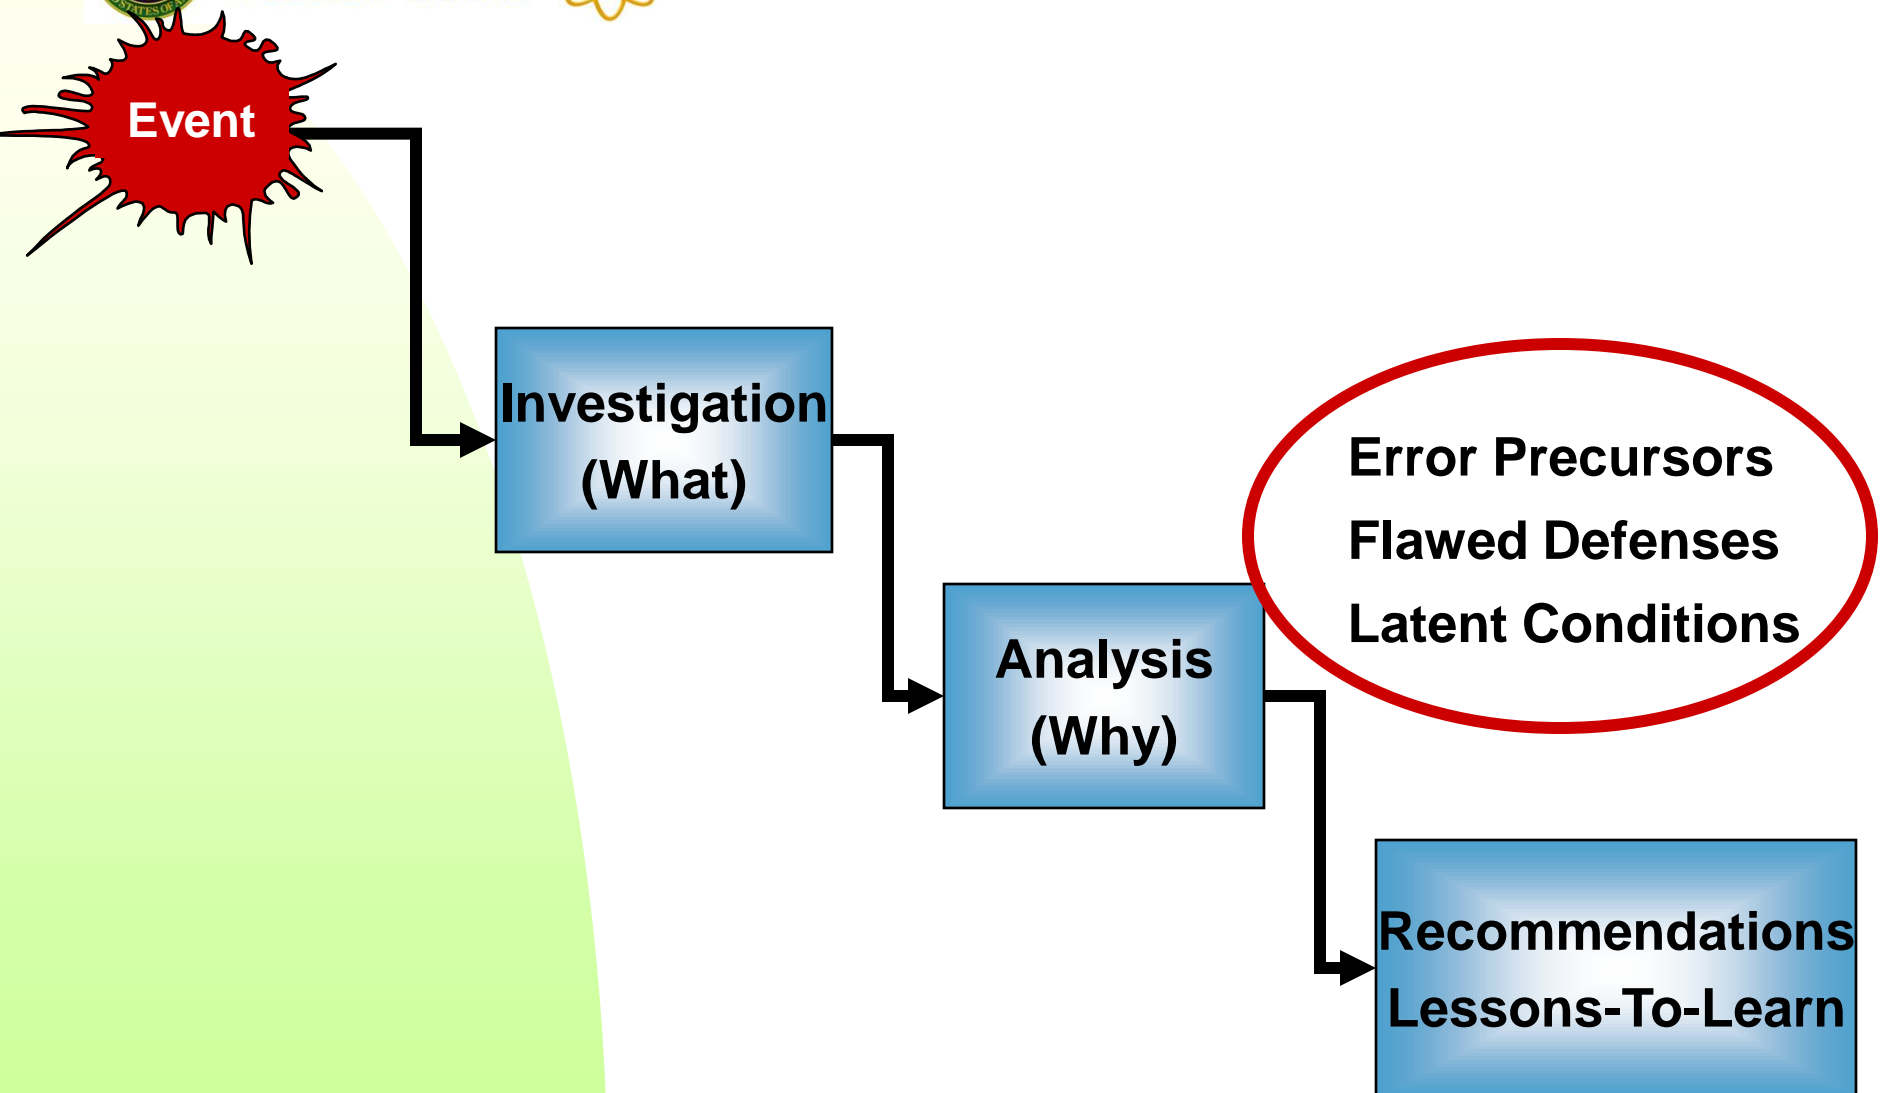 Event
Investigation
(What)
Error Precursors
Flawed Defenses
Latent Conditions
Analysis
(Why)
Recommendations
Lessons-To-Learn